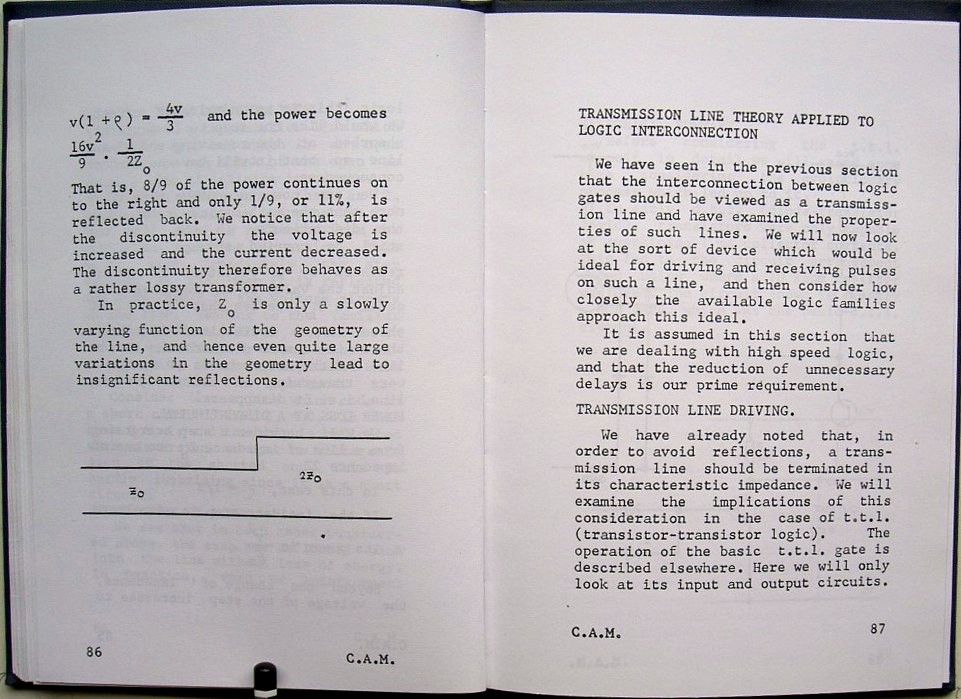 v(1 + ρ) = 4v/3 and the power becomes
16v²/9 . 1/2Z₀
That is, 8/9 of the power continues on
to the right and only 1/9, or 11%, is
reflected back. We notice that after
the discontinuity the voltage is
increased and the current decreased.
The discontinuity therefore behaves as
a rather lossy transformer.
In practice, Z₀ is only a slowly
varying function of the geometry of
the line, and hence even quite large
variations in the geometry lead to
insignificant reflections.
Z₀ 2Z₀
86 C.A.M.
TRANSMISSION LINE THEORY APPLIED TO
LOGIC INTERCONNECTION
We have seen in the previous section
that the interconnection between logic
gates should be viewed as a transmiss-
ion line and have examined the proper-
ties of such lines. We will now look
at the sort of device which would be
ideal for driving and receiving pulses
on such a line, and then consider how
closely the available logic families
approach this ideal.
It is assumed in this section that
we are dealing with high speed logic,
and that the reduction of unnecessary
delays is our prime requirement.
TRANSMISSION LINE DRIVING.
We have already noted that, in
order to avoid reflections, a trans-
mission line should be terminated in
its characteristic impedance. We will
examine the implications of this
consideration in the case of t.t.l.
(transistor-transistor logic). The
operation of the basic t.t.l. gate is
described elsewhere. Here we will only
look at its input and output circuits.
C.A.M. 87